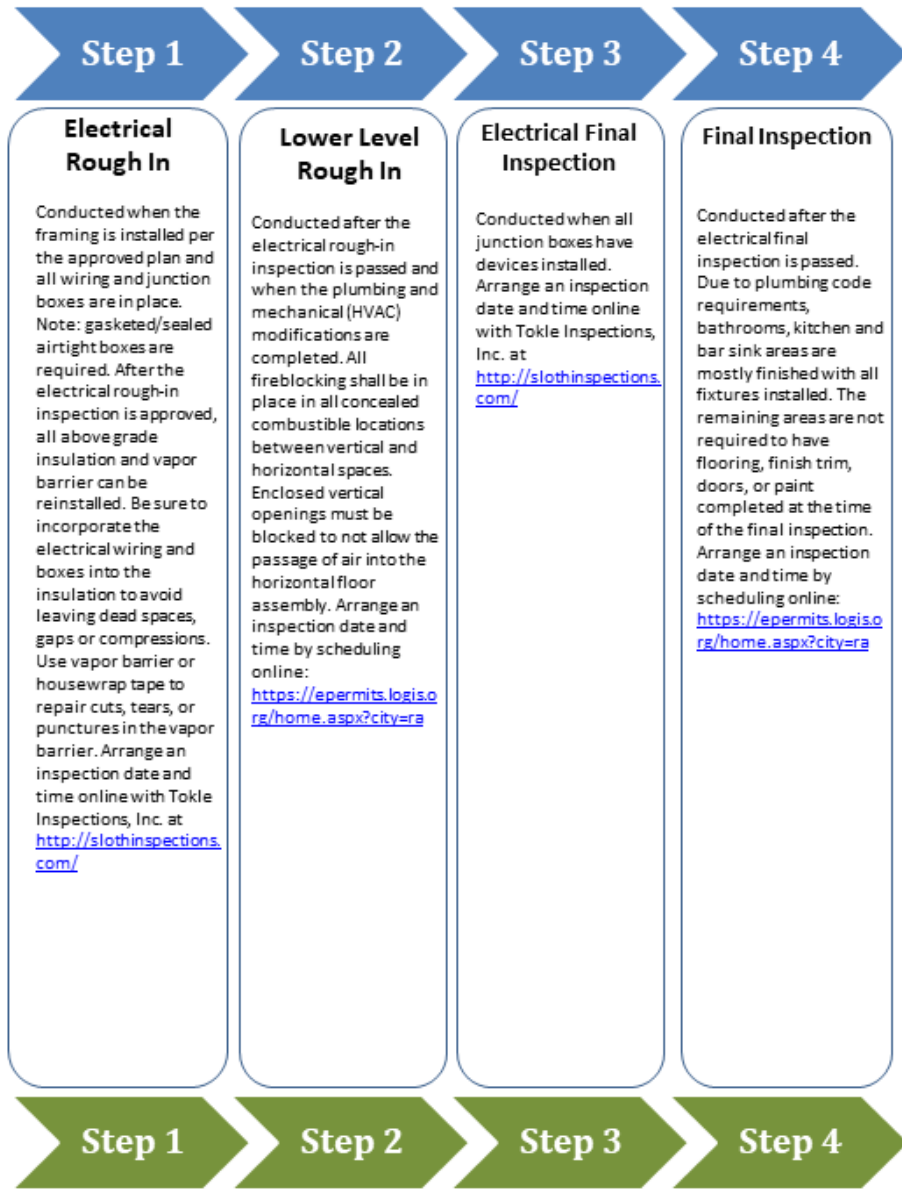 Step 1
Step 2
Step 3
Step 4
Electrical
Rough In
Conducted when the
framing is installed per
the approved plan and
all wiring and junction
boxes are in place.
Note: gasketed/sealed
airtight boxes are
required. After the
electrical rough-in
inspection is approved,
all above grade
insulation and vapor
barrier can be
reinstalled. Be sure to
incorporate the
electrical wiring and
boxes into the
insulation to avoid
leaving dead spaces,
gaps or compressions.
Use vapor barrier or
housewrap tape to
repair cuts, tears, or
punctures in the vapor
barrier. Arrange an
inspection date and
time online with Tokle
Inspections, Inc. at
http://slothinspections.
com/
Lower Level
Rough In
Conducted after the
electrical rough-in
inspection is passed and
when the plumbing and
mechanical (HVAC)
modifications are
completed. All
fireblocking shall be in
place in all concealed
combustible locations
between vertical and
horizontal spaces.
Enclosed vertical
openings must be
blocked to not allow the
passage of air into the
horizontal floor
assembly. Arrange an
inspection date and
time by scheduling
online:
https://epermits.logis.o
rg/home.aspx?city=ra
Electrical Final
Inspection
Conducted when all
junction boxes have
devices installed.
Arrange an inspection
date and time online
with Tokle Inspections,
Inc. at
http://slothinspections.
com/
Final Inspection
Conducted after the
electrical final
inspection is passed.
Due to plumbing code
requirements,
bathrooms, kitchen and
bar sink areas are
mostly finished with all
fixtures installed. The
remaining areas are not
required to have
flooring, finish trim,
doors, or paint
completed at the time
of the final inspection.
Arrange an inspection
date and time by
scheduling online:
https://epermits.logis.o
rg/home.aspx?city=ra
Step 1
Step 2
Step 3
Step 4